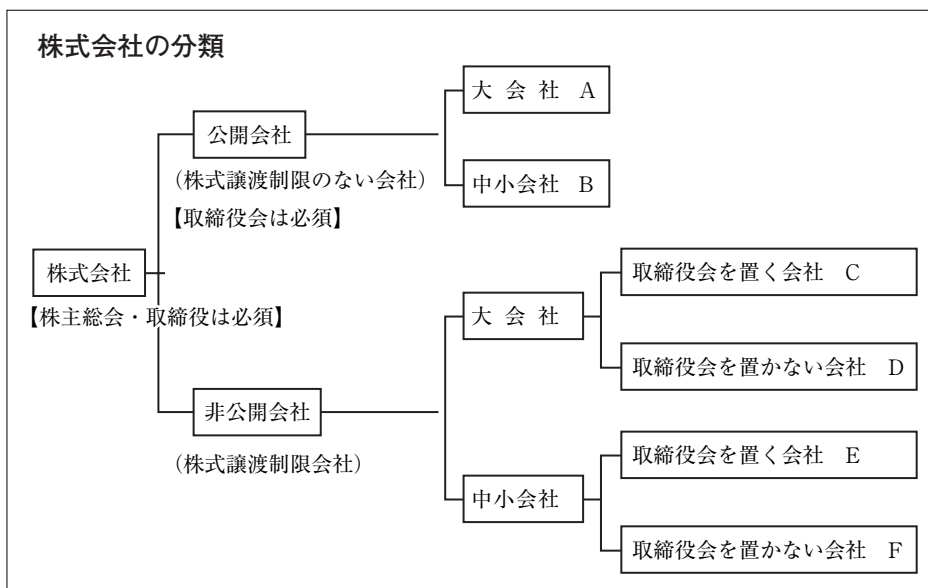 株式会社の分類
大 会 社 A
公開会社
(株式譲渡制限のない会社)
中小会社 B
【取締役会は必須】
株式会社
取締役会を置く会社 C
【株主総会・取締役は必須】
大 会 社
取締役会を置かない会社 D
非公開会社
(株式譲渡制限会社)
取締役会を置く会社 E
中小会社
取締役会を置かない会社 F